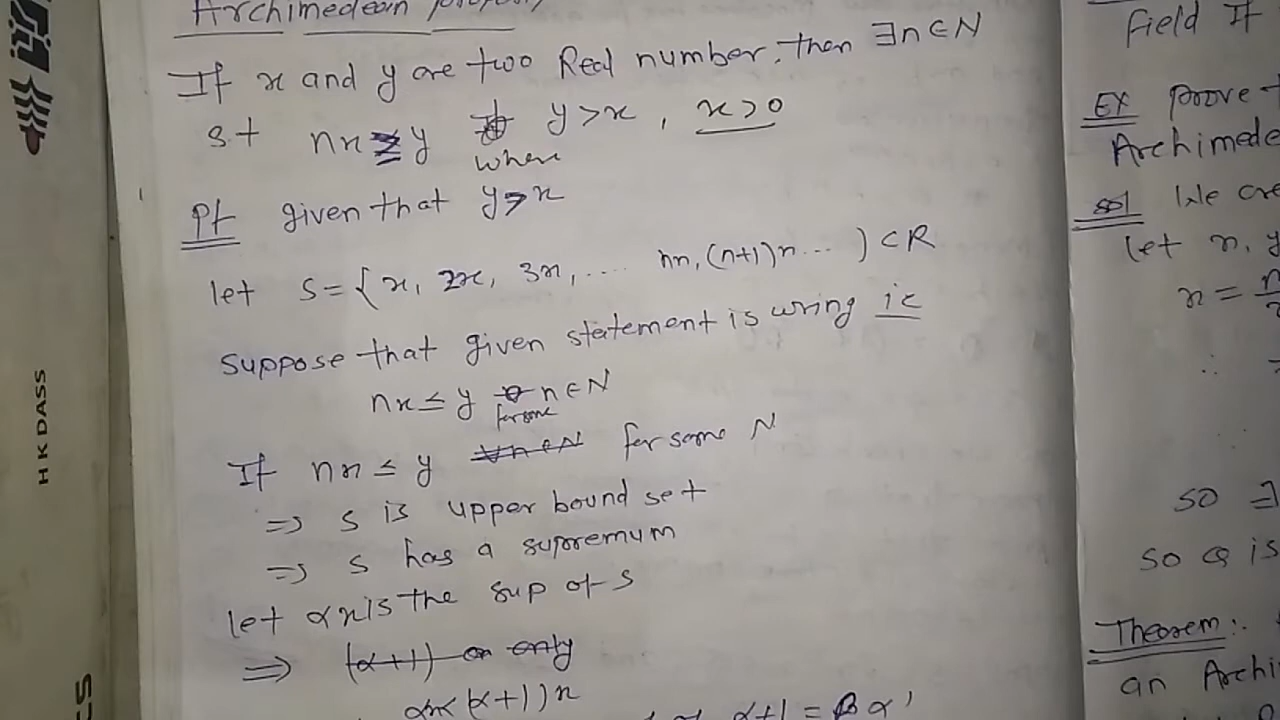 Archimedean
If x and y are two Real number. then ∃n∈N
s.t nx ≥ y y>x, x>0
where
Pf given that y>x
let S={x, 2x, 3x, .... nx, (n+1)x ... } ⊂R
suppose that given statement is wring ie
nx ≤ y n∈N
for some
If nx ≤ y ∀n∈N for some N
⇒ s is upper bound set
⇒ s has a supremum
let αx is the sup of S
⇒ (α+1) only
αx<(α+1))x
α+1 =
Field If
Ex prove
Archimede
sol We are
let x, y
x =
so ∃
so Q is
Theorem:.
an Archi
H K DASS